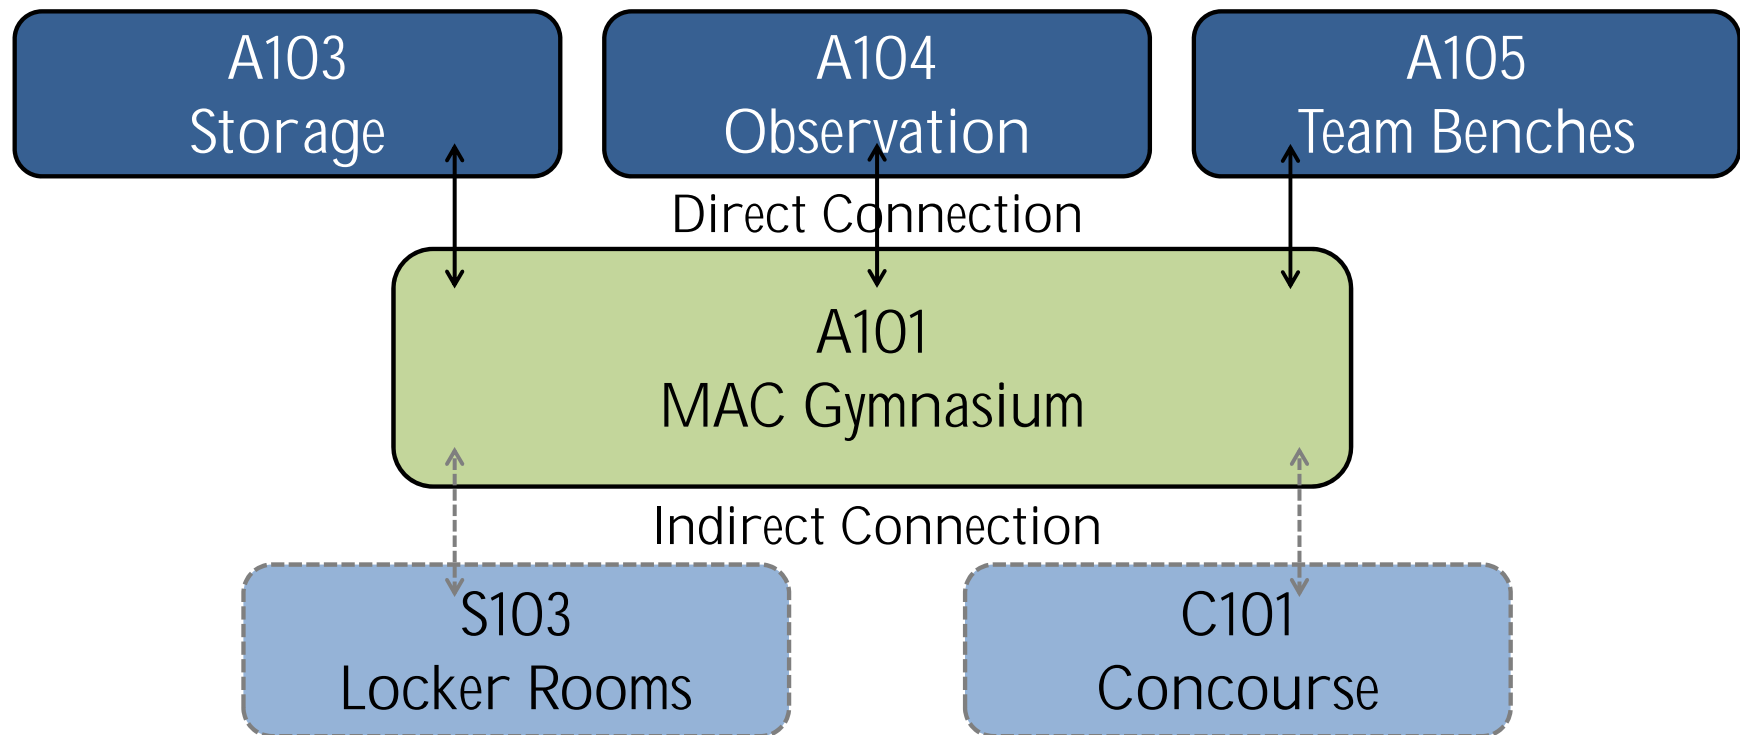 A103
Storage
A104
Observation
A105
Team Benches
Direct Connection
A101
MAC Gymnasium
Indirect Connection
S103
Locker Rooms
C101
Concourse